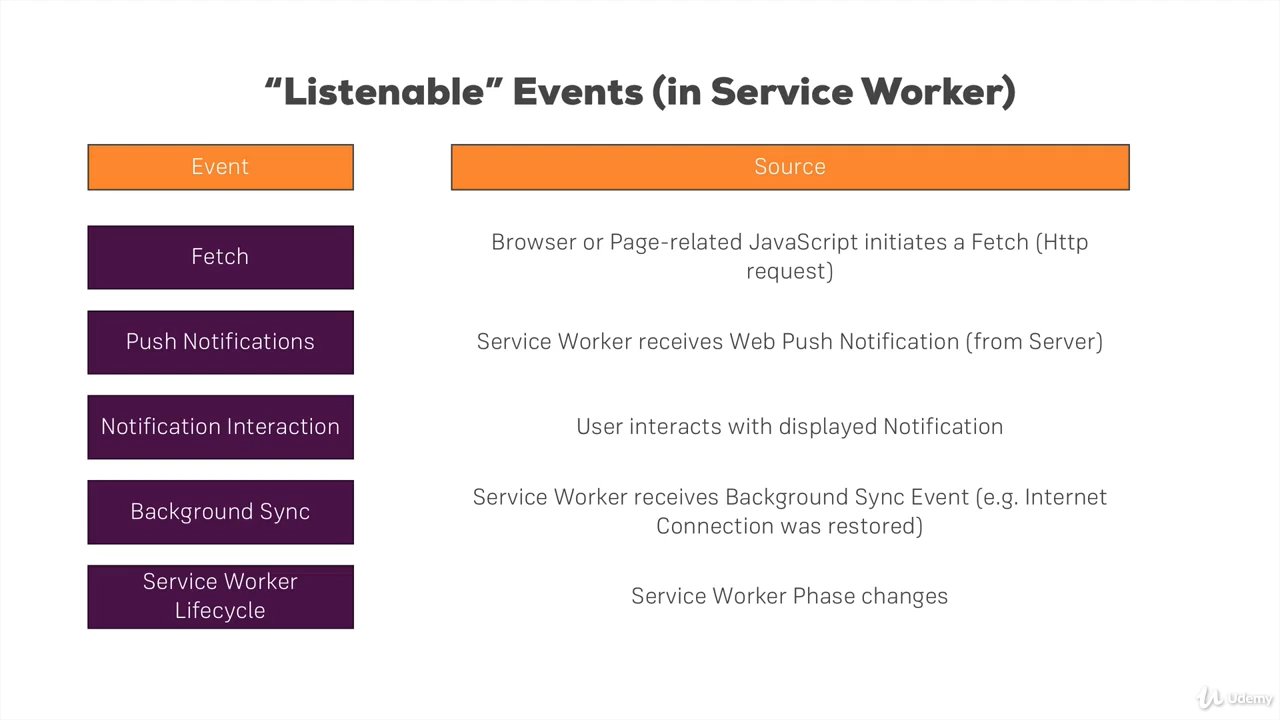 “Listenable” Events (in Service Worker)
Event
Source
Fetch
Browser or Page-related JavaScript initiates a Fetch (Http
request)
Push Notifications
Service Worker receives Web Push Notification (from Server)
Notification Interaction
User interacts with displayed Notification
Background Sync
Service Worker receives Background Sync Event (e.g. Internet
Connection was restored)
Service Worker
Lifecycle
Service Worker Phase changes
Udemy